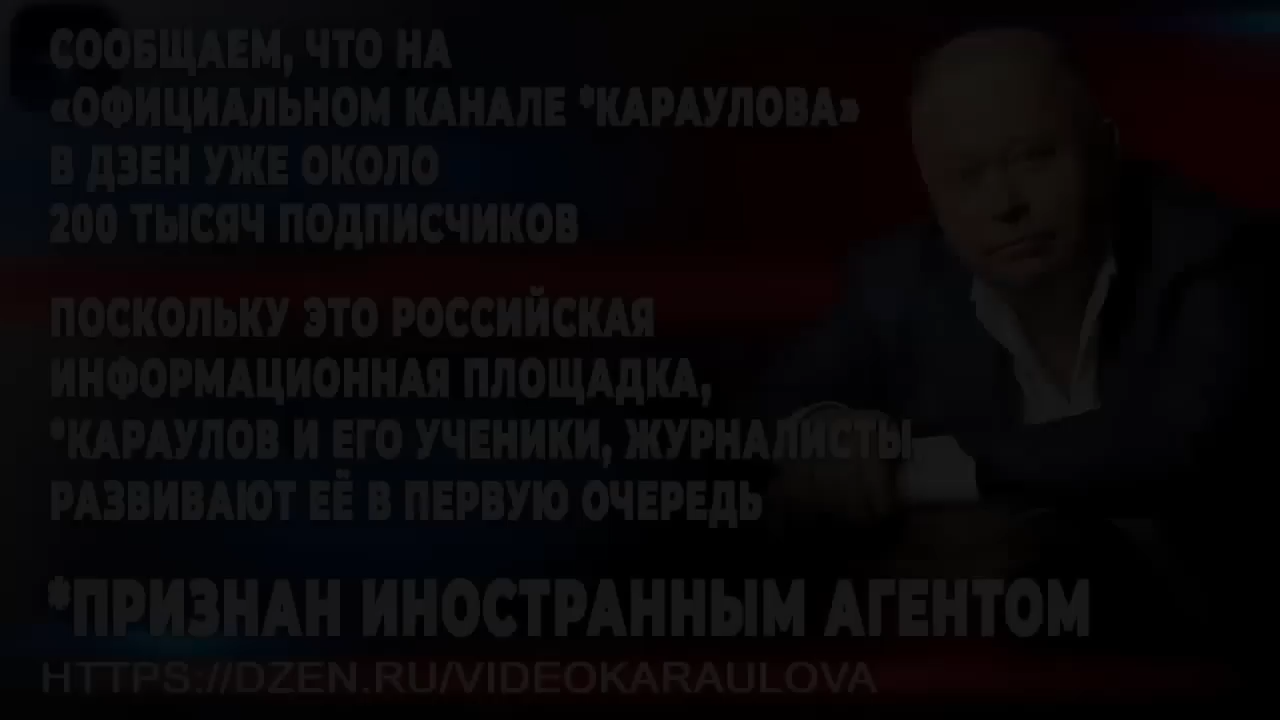 СООБЩАЕМ, ЧТО НА
«ОФИЦИАЛЬНОМ КАНАЛЕ *КАРАУЛОВА»
В ДЗЕН УЖЕ ОКОЛО
200 ТЫСЯЧ ПОДПИСЧИКОВ
ПОСКОЛЬКУ ЭТО РОССИЙСКАЯ
ИНФОРМАЦИОННАЯ ПЛОЩАДКА,
*КАРАУЛОВ И ЕГО УЧЕНИКИ, ЖУРНАЛИСТЫ
РАЗВИВАЮТ ЕЁ В ПЕРВУЮ ОЧЕРЕДЬ
*ПРИЗНАН ИНОСТРАННЫМ АГЕНТОМ
HTTPS://DZEN.RU/VIDEOKARAULOVA